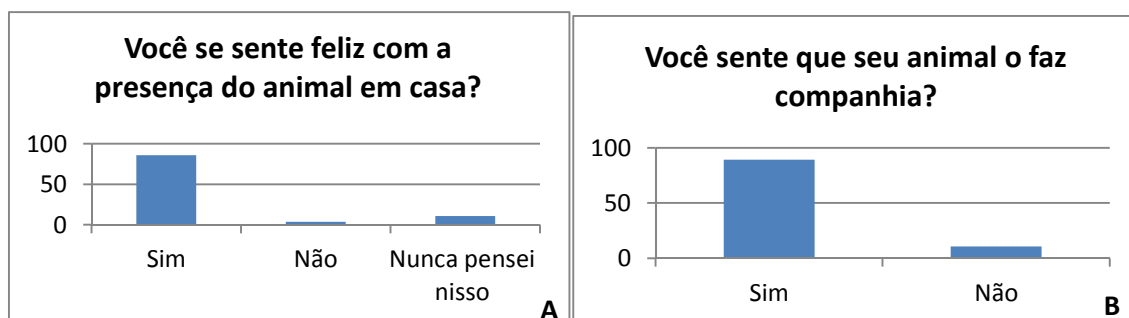 Você se sente feliz com a
presença do animal em casa?
100
50
0
Sim Não Nunca pensei
nisso
A
Você sente que seu animal o faz
companhia?
100
50
0
Sim Não
B